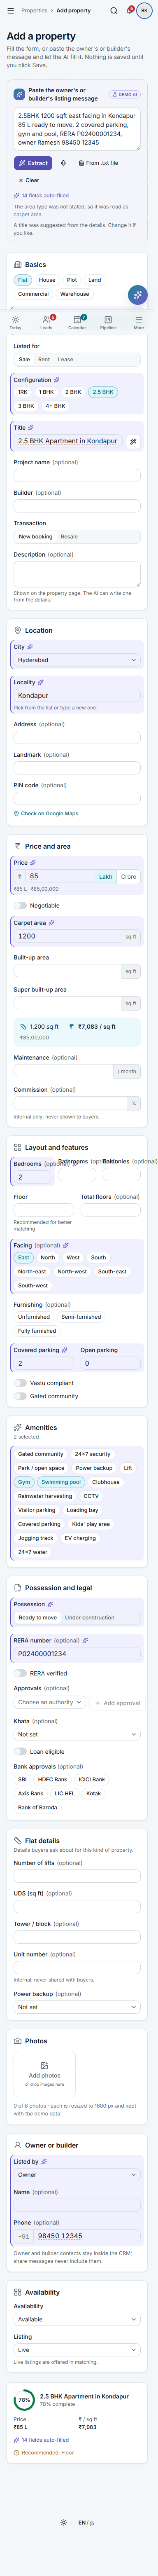 Properties › Add property
RK
Add a property
Fill the form, or paste the owner's or builder's message and let the AI fill it. Nothing is saved until you click Save.
Paste the owner's or builder's listing message
DEMO AI
2.5BHK 1200 sqft east facing in Kondapur
85 L ready to move, 2 covered parking,
gym and pool, RERA P02400001234,
owner Ramesh 98450 12345
Extract
From .txt file
Clear
14 fields auto-filled
The area type was not stated, so it was read as carpet area.
A title was suggested from the details. Change it if you like.
Basics
Flat
House
Plot
Land
Commercial
Warehouse
Today
Leads
Calendar
Pipeline
More
Listed for
Sale
Rent
Lease
Configuration
1RK
1 BHK
2 BHK
2.5 BHK
3 BHK
4+ BHK
Title
2.5 BHK Apartment in Kondapur
Project name (optional)
Builder (optional)
Transaction
New booking
Resale
Description (optional)
Shown on the property page. The AI can write one from the details.
Location
City
Hyderabad
Locality
Kondapur
Pick from the list or type a new one.
Address (optional)
Landmark (optional)
PIN code (optional)
Check on Google Maps
Price and area
Price
₹ 85 Lakh Crore
₹85 L · ₹85,00,000
Negotiable
Carpet area
1200 sq ft
Built-up area
sq ft
Super built-up area
sq ft
1,200 sq ft ₹7,083 / sq ft
₹85,00,000
Maintenance (optional)
/ month
Commission (optional)
%
Internal only; never shown to buyers.
Layout and features
Bedrooms (optional)
Bathrooms (optional)
Balconies (optional)
2
Floor
Total floors (optional)
Recommended for better matching
Facing (optional)
East
North
West
South
North-east
North-west
South-east
South-west
Furnishing (optional)
Unfurnished
Semi-furnished
Fully furnished
Covered parking
Open parking
2
0
Vastu compliant
Gated community
Amenities
2 selected
Gated community
24×7 security
Park / open space
Power backup
Lift
Gym
Swimming pool
Clubhouse
Rainwater harvesting
CCTV
Visitor parking
Loading bay
Covered parking
Kids' play area
Jogging track
EV charging
24×7 water
Possession and legal
Possession
Ready to move
Under construction
RERA number (optional)
P02400001234
RERA verified
Approvals (optional)
Choose an authority
Add approval
Khata (optional)
Not set
Loan eligible
Bank approvals (optional)
SBI
HDFC Bank
ICICI Bank
Axis Bank
LIC HFL
Kotak
Bank of Baroda
Flat details
Details buyers ask about for this kind of property.
Number of lifts (optional)
UDS (sq ft) (optional)
Tower / block (optional)
Unit number (optional)
Internal: never shared with buyers.
Power backup (optional)
Not set
Photos
Add photos
or drop images here
0 of 8 photos · each is resized to 1600 px and kept with the demo data
Owner or builder
Listed by
Owner
Name (optional)
Phone (optional)
+91 98450 12345
Owner and builder contacts stay inside the CRM; share messages never include them.
Availability
Availability
Available
Listing
Live
Live listings are offered in matching.
78%
2.5 BHK Apartment in Kondapur
78% complete
Price
₹ / sq ft
₹85 L
₹7,083
14 fields auto-filled
Recommended: Floor